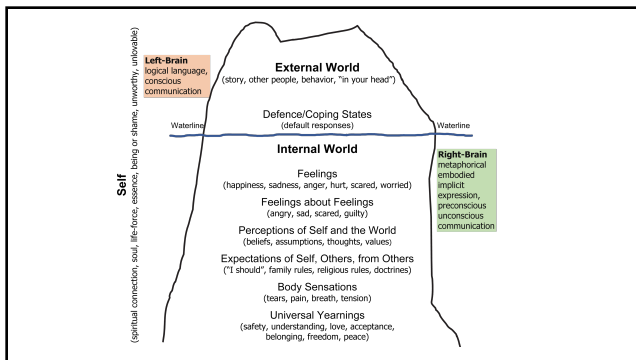 Self
(spiritual connection, soul, life-force, essence, being or shame, unworthy, unlovable)
Left-Brain
logical language,
conscious
communication
External World
(story, other people, behavior, "in your head")
Defence/Coping States
(default responses)
Waterline
Waterline
Internal World
Right-Brain
metaphorical
embodied
implicit
expression,
preconscious
unconscious
communication
Feelings
(happiness, sadness, anger, hurt, scared, worried)
Feelings about Feelings
(angry, sad, scared, guilty)
Perceptions of Self and the World
(beliefs, assumptions, thoughts, values)
Expectations of Self, Others, from Others
("I should", family rules, religious rules, doctrines)
Body Sensations
(tears, pain, breath, tension)
Universal Yearnings
(safety, understanding, love, acceptance,
belonging, freedom, peace)